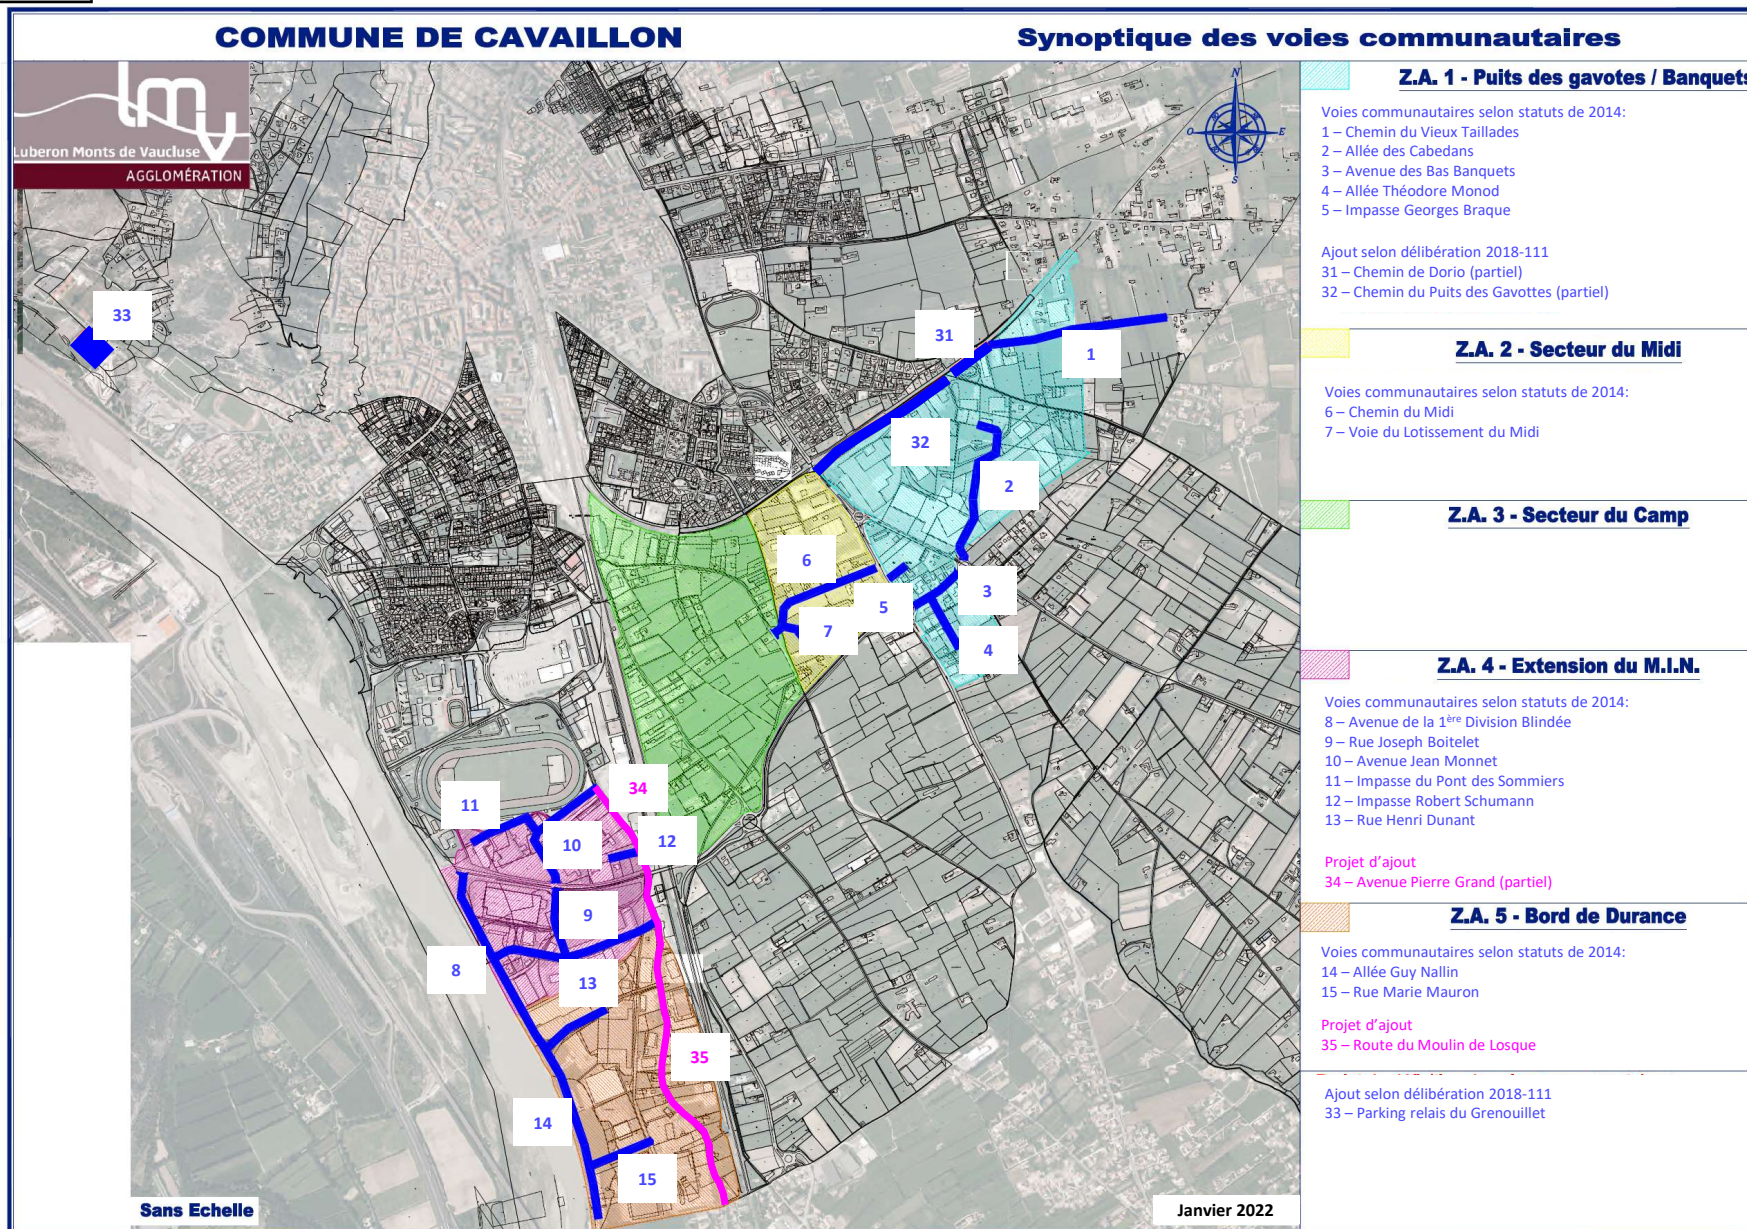 COMMUNE DE CAVAILLON
Synoptique des voies communautaires
lmv
Luberon Monts de Vaucluse
AGGLOMÉRATION
N
O
E
S
33
31
1
32
2
6
3
5
7
4
34
11
10
12
9
8
13
35
14
15
Sans Echelle
Janvier 2022
Z.A. 1 - Puits des gavotes / Banquets
Voies communautaires selon statuts de 2014:
1 – Chemin du Vieux Taillades
2 – Allée des Cabedans
3 – Avenue des Bas Banquets
4 – Allée Théodore Monod
5 – Impasse Georges Braque
Ajout selon délibération 2018-111
31 – Chemin de Dorio (partiel)
32 – Chemin du Puits des Gavottes (partiel)
Z.A. 2 - Secteur du Midi
Voies communautaires selon statuts de 2014:
6 – Chemin du Midi
7 – Voie du Lotissement du Midi
Z.A. 3 - Secteur du Camp
Z.A. 4 - Extension du M.I.N.
Voies communautaires selon statuts de 2014:
8 – Avenue de la 1ère Division Blindée
9 – Rue Joseph Boitelet
10 – Avenue Jean Monnet
11 – Impasse du Pont des Sommiers
12 – Impasse Robert Schumann
13 – Rue Henri Dunant
Projet d'ajout
34 – Avenue Pierre Grand (partiel)
Z.A. 5 - Bord de Durance
Voies communautaires selon statuts de 2014:
14 – Allée Guy Nallin
15 – Rue Marie Mauron
Projet d'ajout
35 – Route du Moulin de Losque
Ajout selon délibération 2018-111
33 – Parking relais du Grenouillet